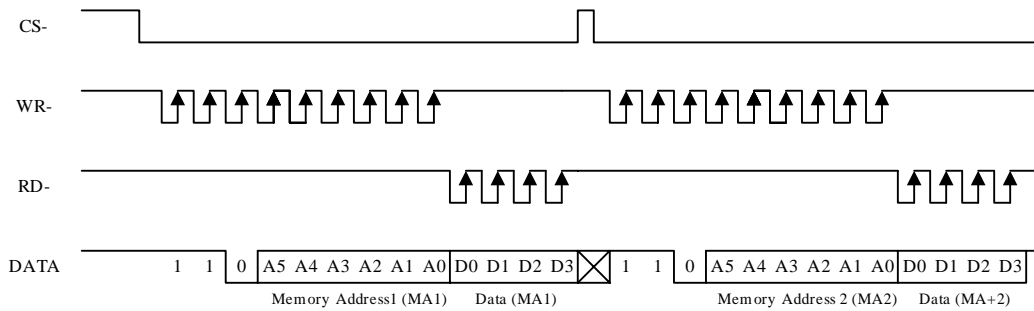 CS-
WR-
RD-
DATA 1 1 0 A5 A4 A3 A2 A1 A0 D0 D1 D2 D3 1 1 0 A5 A4 A3 A2 A1 A0 D0 D1 D2 D3
Memory Address1 (MA1) Data (MA1) Memory Address 2 (MA2) Data (MA+2)